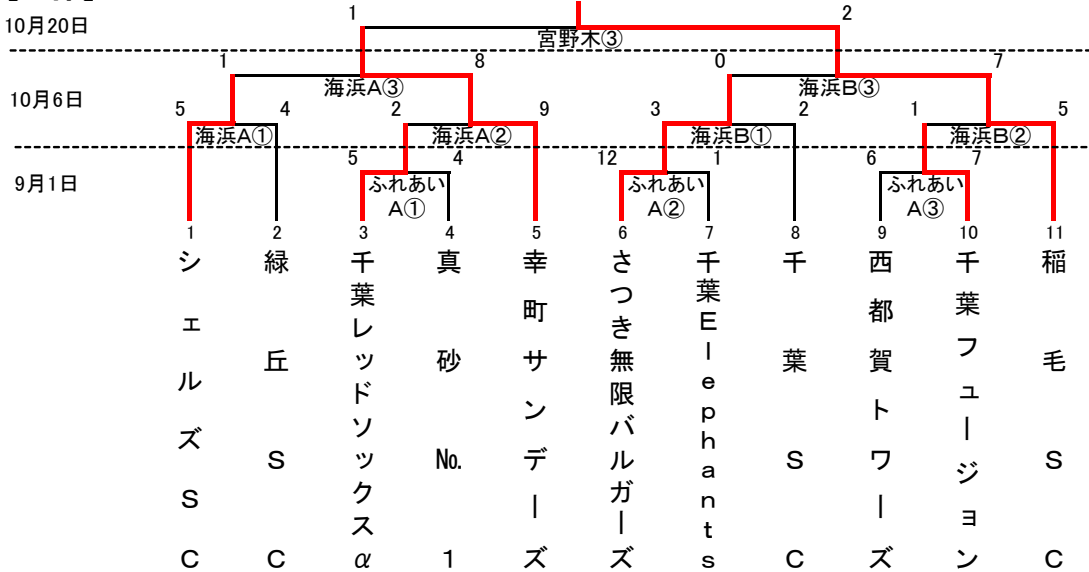 10月20日
1
2
宮野木③
1
8
0
7
海浜A③
海浜B③
10月6日
5
4
2
9
3
2
1
5
海浜A①
海浜A②
海浜B①
海浜B②
9月1日
5
4
12
1
6
7
ふれあい
A①
ふれあい
A②
ふれあい
A③
1
2
3
4
5
6
7
8
9
10
11
シェルズSC
緑丘SC
千葉レッドソックスα
真砂No.1
幸町サンデーズ
さつき無限バルガーズ
千葉Elephants
千葉SC
西都賀トワーズ
千葉フュージョン
稲毛SC